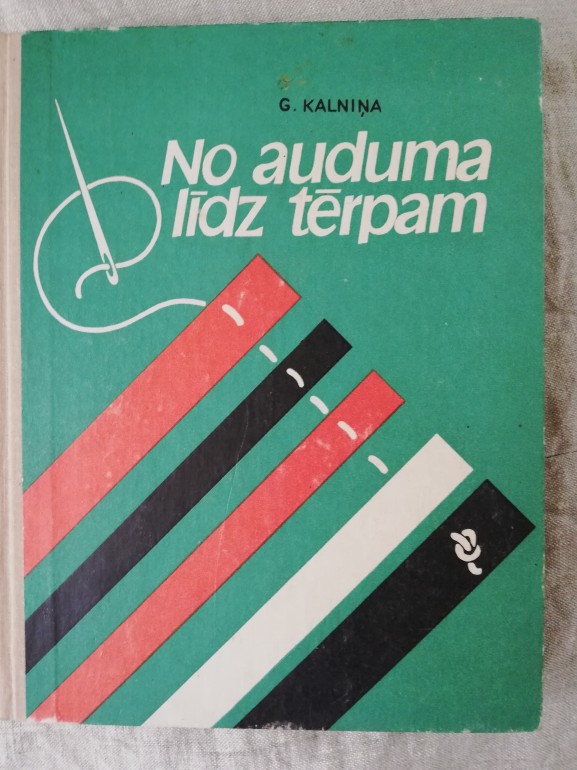 G. KALNIŅA
No auduma
līdz tērpam